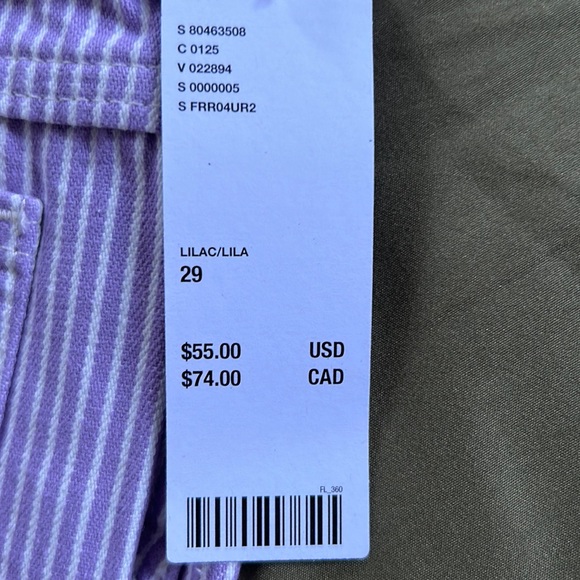 S 80463508
C 0125
V 022894
S 0000005
S FRR04UR2
LILAC/LILA
29
$55.00 USD
$74.00 CAD
FL_360